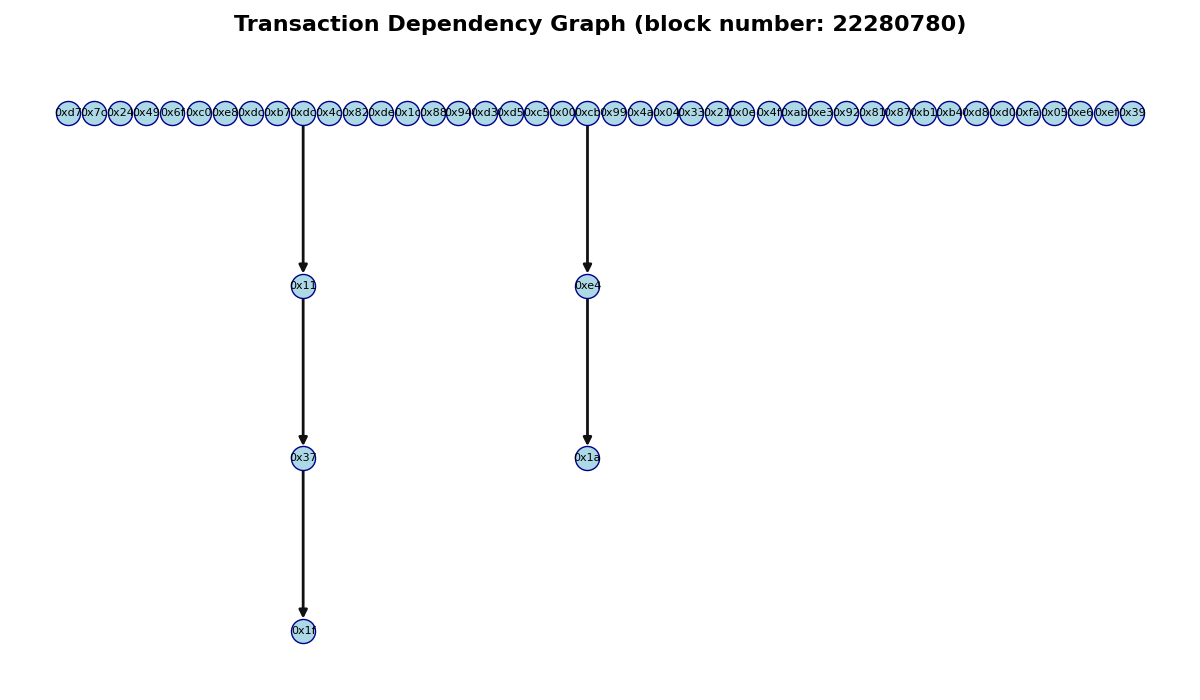 Transaction Dependency Graph (block number: 22280780)
0xd7 0x7c 0x24 0x49 0x6f 0xc0 0xe8 0xdc 0xb7 0xdc 0x4c 0x82 0xde 0x1c 0x88 0x94 0xd3 0xd5 0xc5 0x00 0xcb 0x99 0x4a 0x04 0x33 0x21 0x0e 0x4f 0xab 0xe3 0x92 0x81 0x87 0xb1 0xb4 0xd8 0xd0 0xfa 0x05 0xe6 0xef 0x39
0x11 0xe4
0x37 0x1a
0x1f